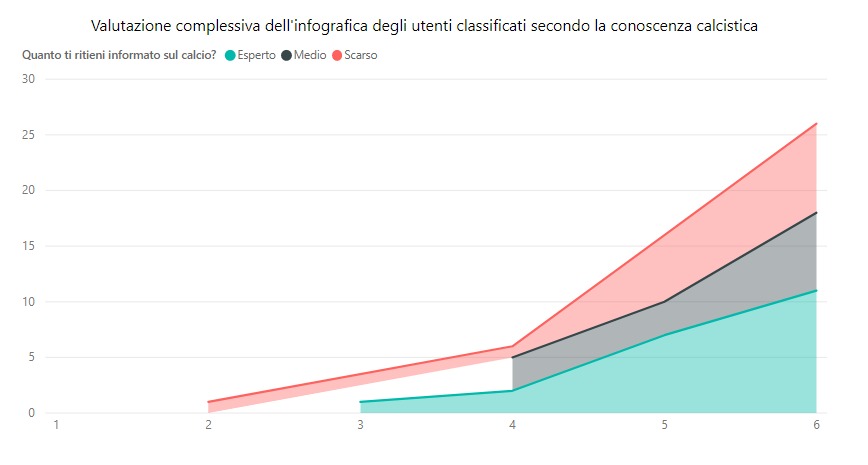 Valutazione complessiva dell'infografica degli utenti classificati secondo la conoscenza calcistica
Quanto ti ritieni informato sul calcio? Esperto Medio Scarso
30
25
20
15
10
5
0
1 2 3 4 5 6